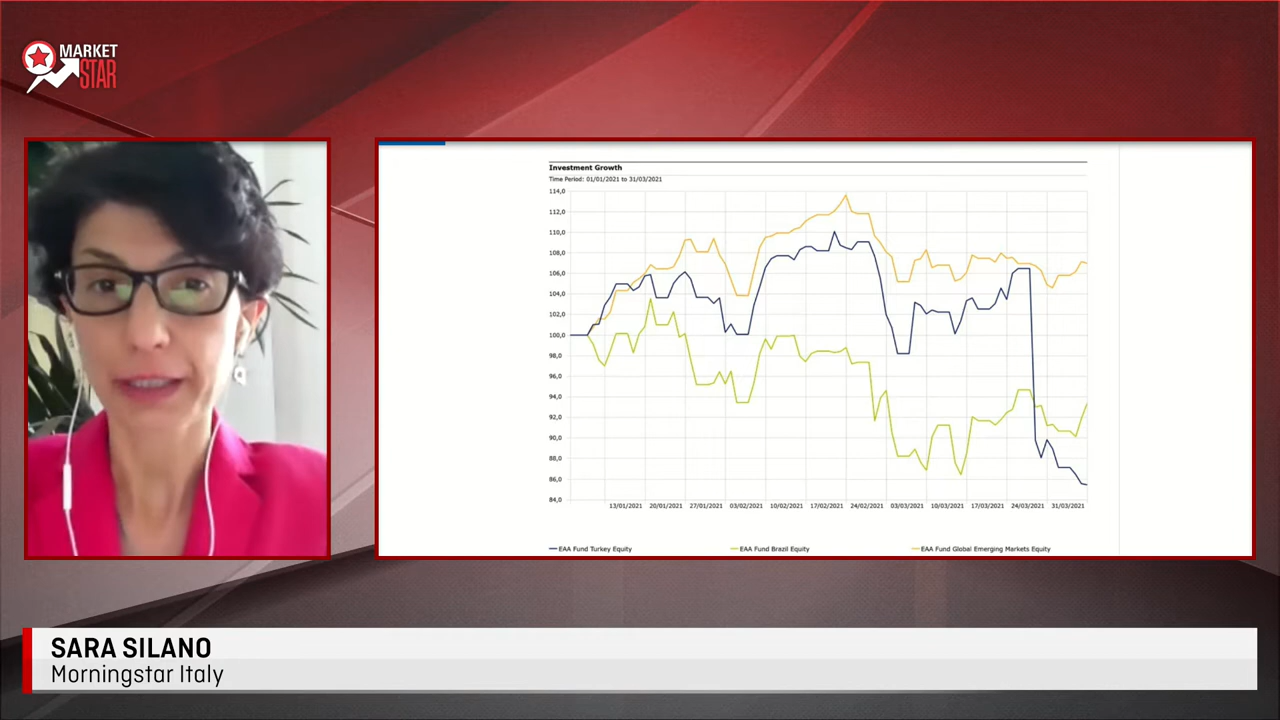 MARKET
STAR
Investment Growth
Time Period: 01/01/2021 to 31/03/2021
114,0
112,0
110,0
108,0
106,0
104,0
102,0
100,0
98,0
96,0
94,0
92,0
90,0
88,0
86,0
84,0
13/01/2021 20/01/2021 27/01/2021 03/02/2021 10/02/2021 17/02/2021 24/02/2021 03/03/2021 10/03/2021 17/03/2021 24/03/2021 31/03/2021
EAA Fund Turkey Equity EAA Fund Brazil Equity EAA Fund Global Emerging Markets Equity
SARA SILANO
Morningstar Italy